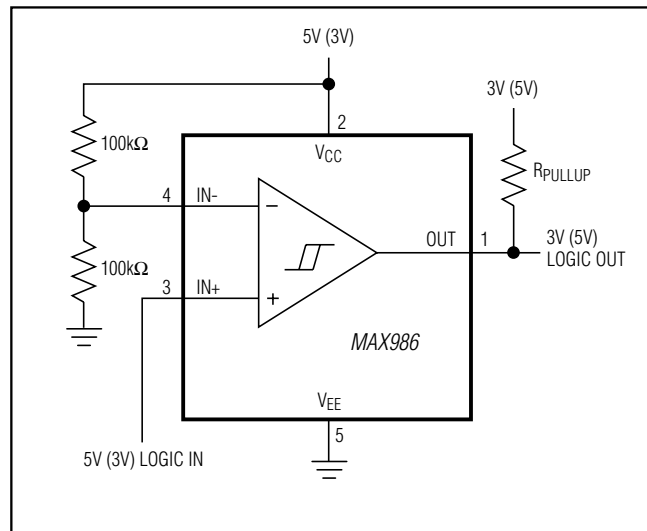 5V (3V)
3V (5V)
2
100kΩ
VCC
RPULLUP
4
IN-
−
OUT
1
3V (5V)
LOGIC OUT
100kΩ
3
IN+
+
MAX986
VEE
5
5V (3V) LOGIC IN